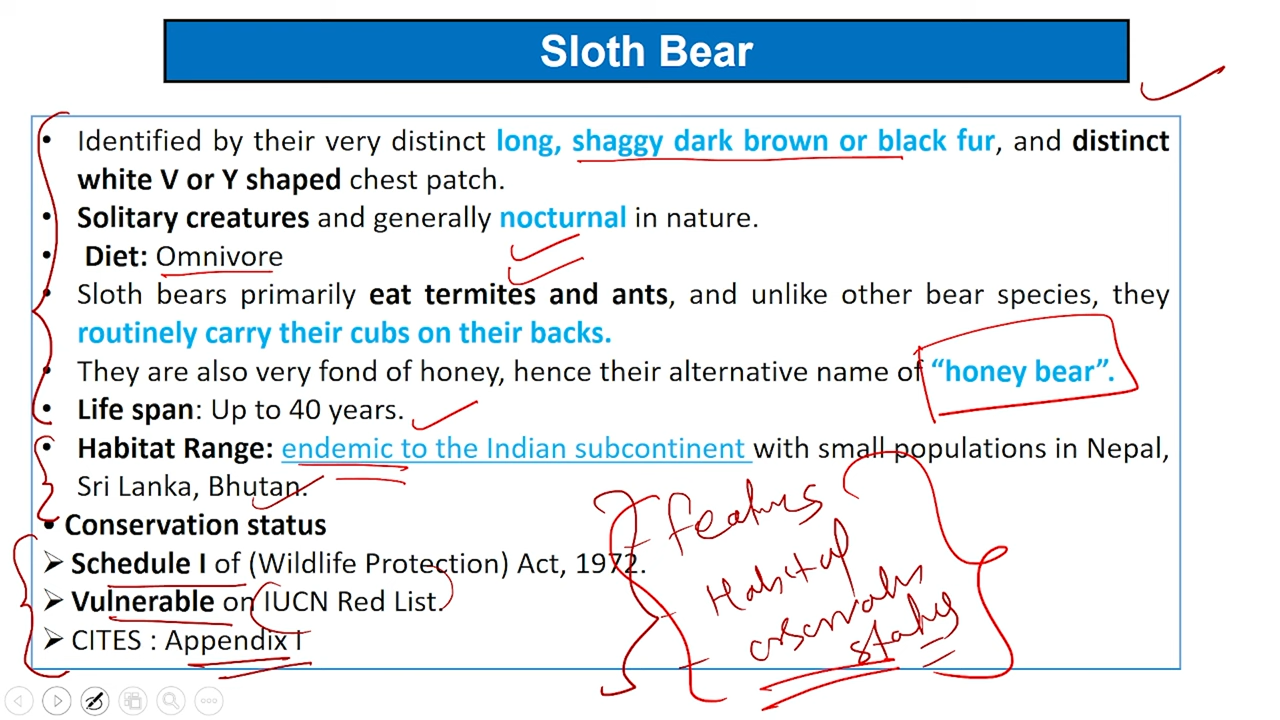 Sloth Bear
• Identified by their very distinct long, shaggy dark brown or black fur, and distinct
white V or Y shaped chest patch.
• Solitary creatures and generally nocturnal in nature.
• Diet: Omnivore
• Sloth bears primarily eat termites and ants, and unlike other bear species, they
routinely carry their cubs on their backs.
• They are also very fond of honey, hence their alternative name of “honey bear”.
• Life span: Up to 40 years.
• Habitat Range: endemic to the Indian subcontinent with small populations in Nepal,
Sri Lanka, Bhutan.
• Conservation status
➤ Schedule I of (Wildlife Protection) Act, 1972.
➤ Vulnerable on IUCN Red List.
➤ CITES : Appendix I
- Features
- Habitat
status